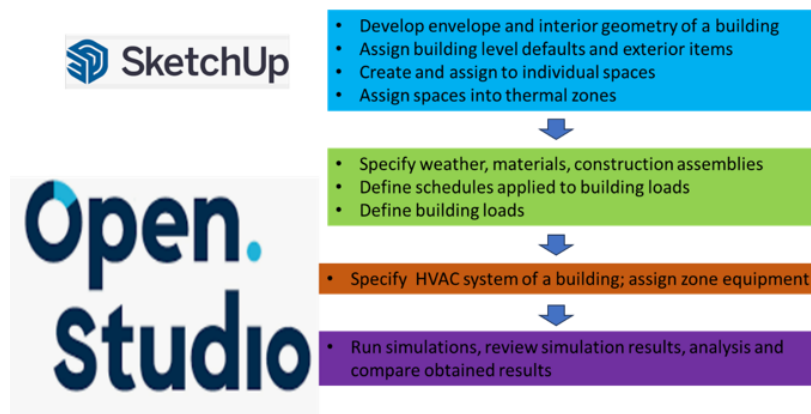 SketchUp
• Develop envelope and interior geometry of a building
• Assign building level defaults and exterior items
• Create and assign to individual spaces
• Assign spaces into thermal zones
• Specify weather, materials, construction assemblies
• Define schedules applied to building loads
• Define building loads
Open.
Studio
• Specify HVAC system of a building; assign zone equipment
• Run simulations, review simulation results, analysis and
compare obtained results